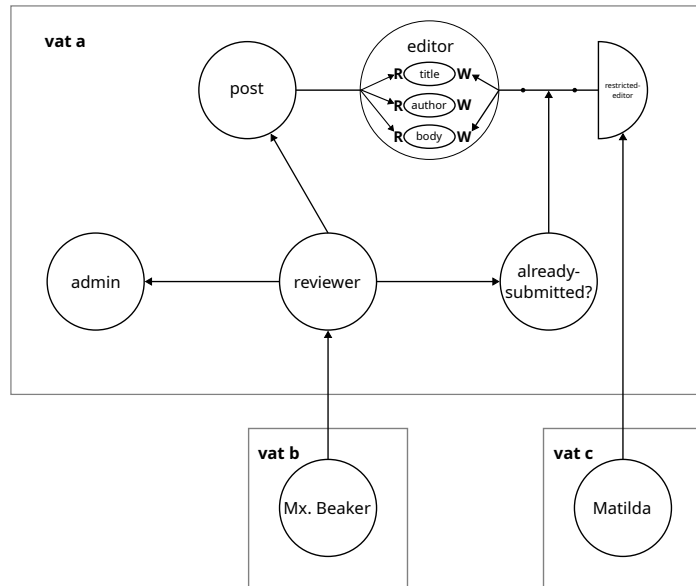 vat a
editor
post
R title W
R author W
R body W
restricted-
editor
admin
reviewer
already-
submitted?
vat b
Mx. Beaker
vat c
Matilda